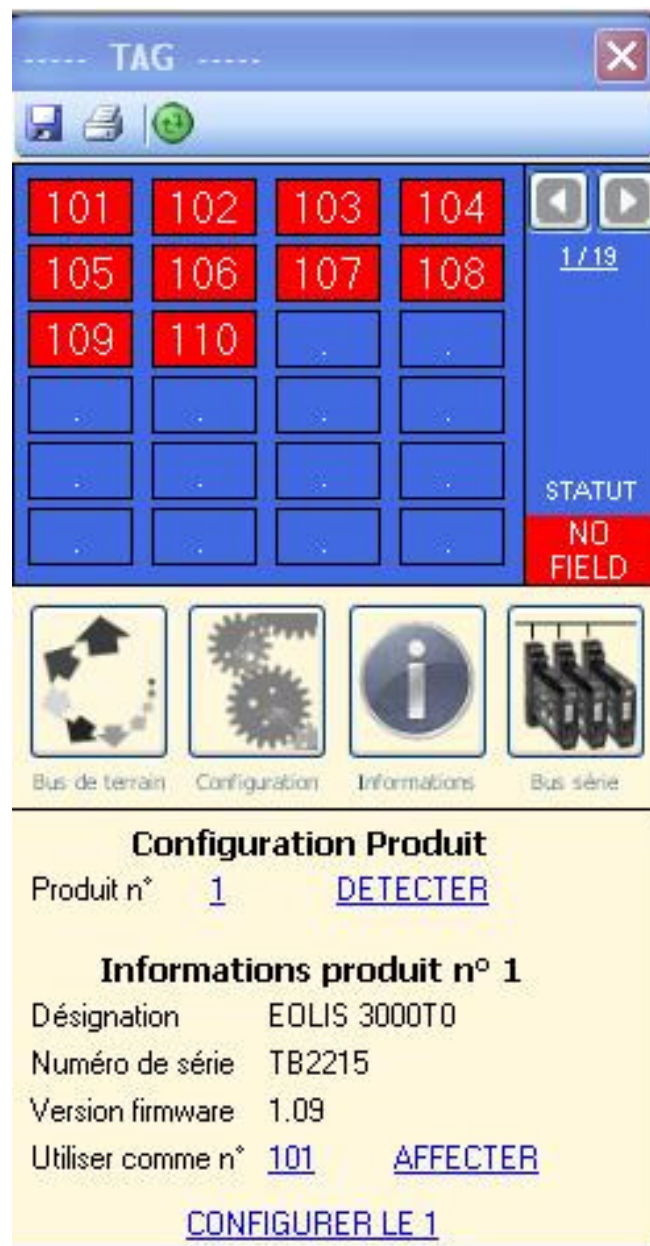 ----- TAG -----
101 102 103 104
105 106 107 108
1/19
109 110 . .
. . . .
. . . .
STATUT
. . . .
NO
FIELD
Bus de terrain Configuration Informations Bus série
Configuration Produit
Produit n° 1 DETECTER
Informations produit n° 1
Désignation EOLIS 3000T0
Numéro de série TB2215
Version firmware 1.09
Utiliser comme n° 101 AFFECTER
CONFIGURER LE 1